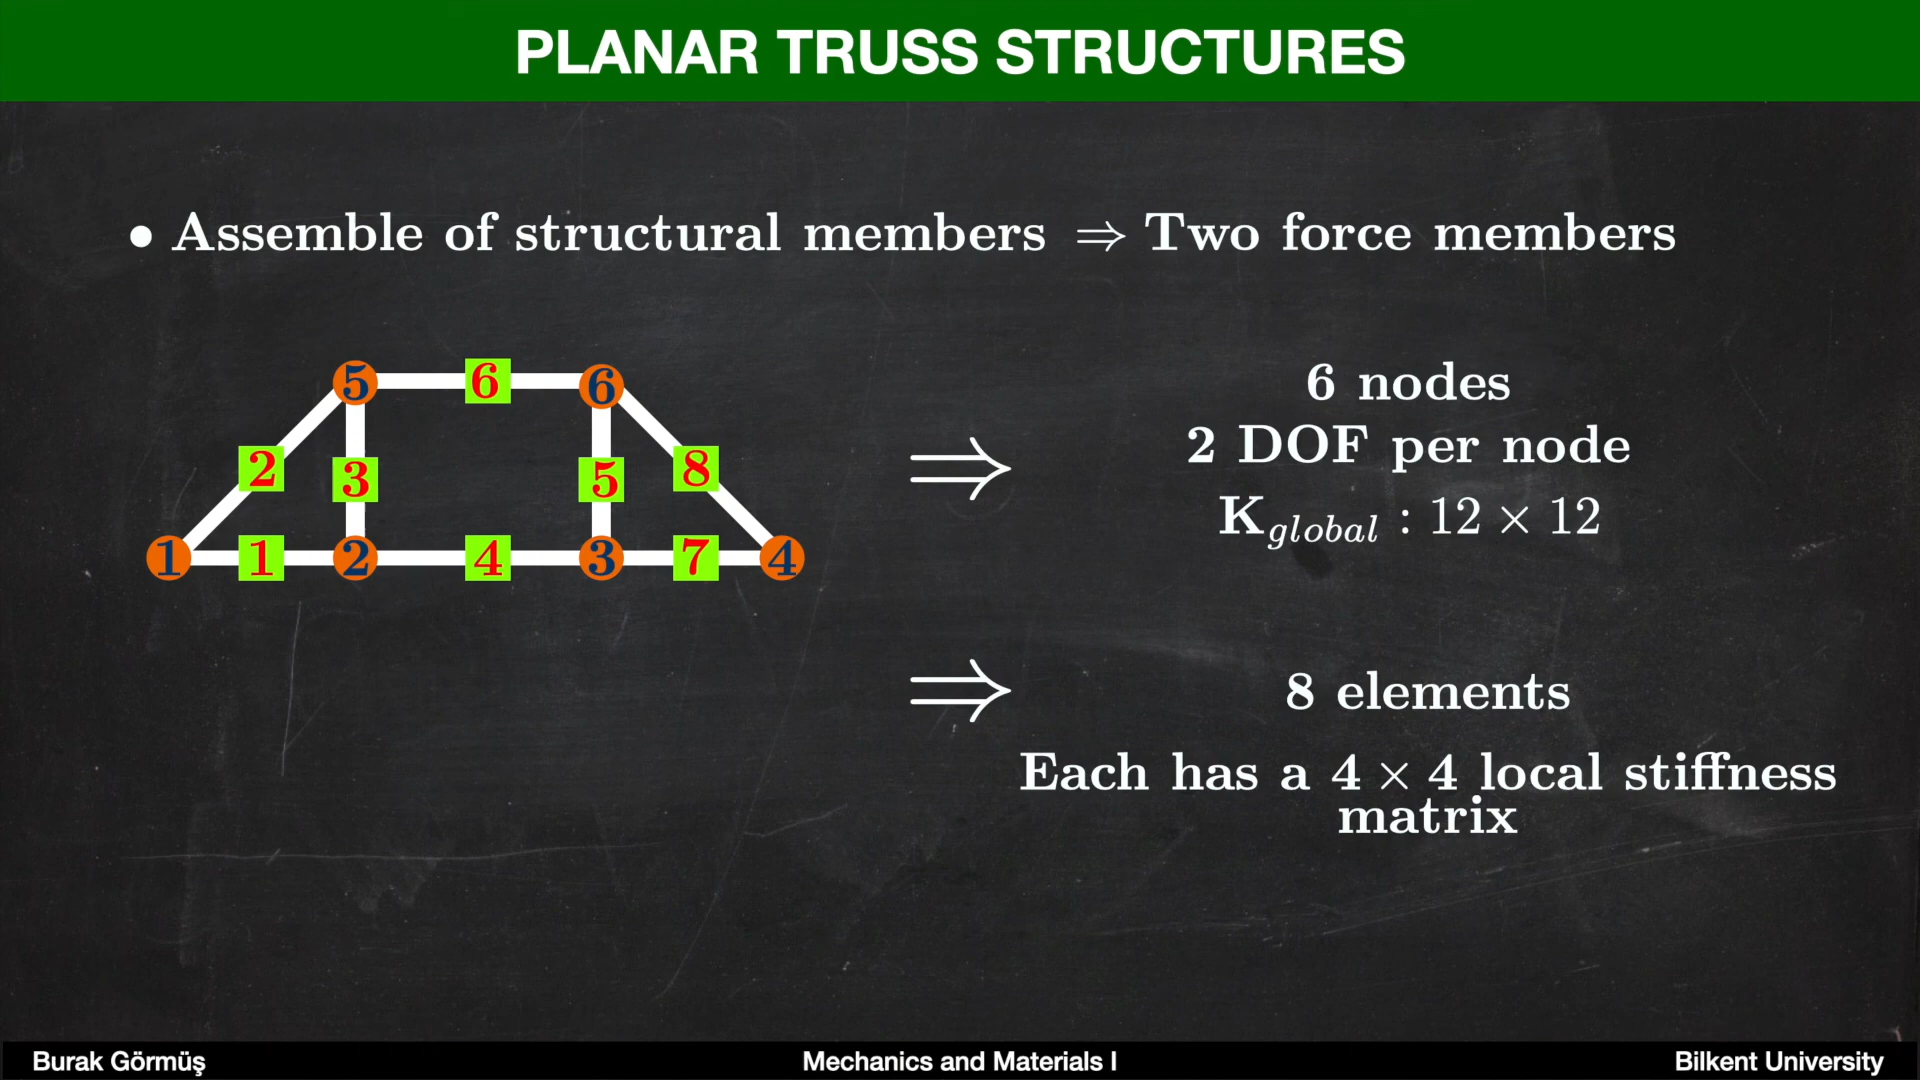 PLANAR TRUSS STRUCTURES
• Assemble of structural members ⇒ Two force members
5 6 6
2 3 5 8
1 1 2 4 3 7 4
⇒ 6 nodes
2 DOF per node
K_global : 12 × 12
⇒ 8 elements
Each has a 4 × 4 local stiffness
matrix
Burak Görmüş Mechanics and Materials I Bilkent University